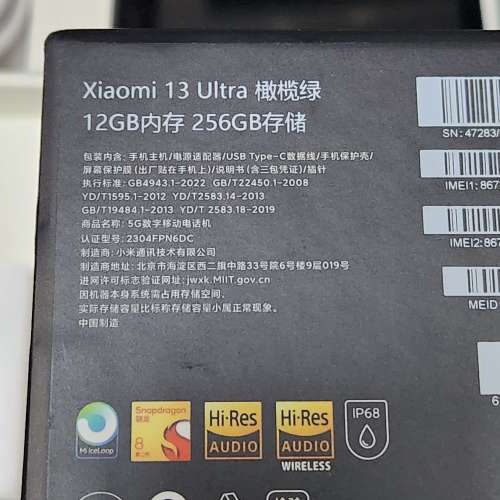 Xiaomi 13 Ultra 橄榄绿
12GB内存 256GB存储
包装内含: 手机主机/电源适配器/USB Type-C数据线/手机保护壳/
屏幕保护膜 (出厂贴在手机上)/说明书 (含三包凭证)/插针
执行标准: GB4943.1-2022 GB/T22450.1-2008
YD/T1595.1-2012 YD/T2583.14-2013
GB/T19484.1-2013 YD/T 2583.18-2019
名称: 5G数字移动电话机
认证型号: 2304FPN6DC
制造商: 小米通讯技术有限公司
制造商地址: 北京市海淀区西二旗中路33号院6号楼9层019号
进网许可标志验证网址: jwxk.MIIT.gov.cn
因机器本身系统需占用存储空间,
实际存储容量比标称存储容量小属正常现象。
中国制造
SN: 47283/
IMEI1: 867
IMEI2: 867
MEID
6
Mi IceLoop
Snapdragon
骁龙
8
Hi-Res
AUDIO
Hi-Res
AUDIO
WIRELESS
IP68